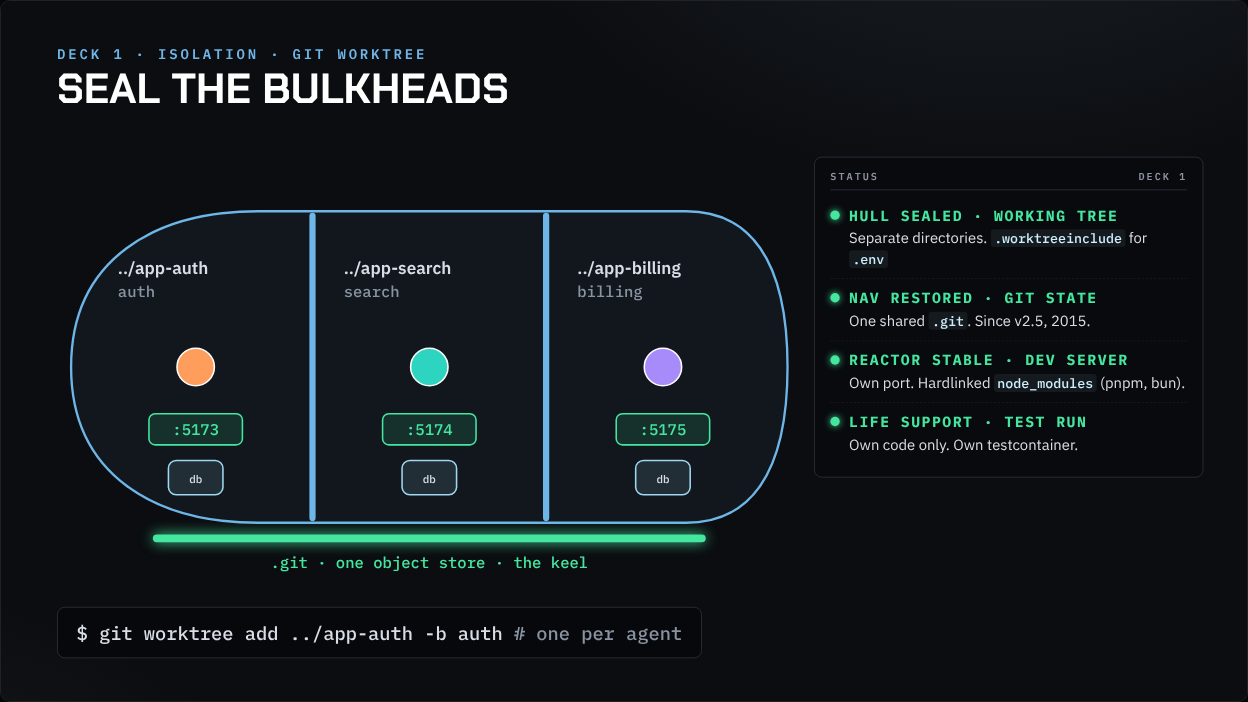 DECK 1 · ISOLATION · GIT WORKTREE
SEAL THE BULKHEADS
../app-auth
auth
:5173
db
../app-search
search
:5174
db
../app-billing
billing
:5175
db
.git · one object store · the keel
$ git worktree add ../app-auth -b auth # one per agent
STATUS DECK 1
HULL SEALED · WORKING TREE
Separate directories. .worktreeinclude for
.env
NAV RESTORED · GIT STATE
One shared .git. Since v2.5, 2015.
REACTOR STABLE · DEV SERVER
Own port. Hardlinked node_modules (pnpm, bun).
LIFE SUPPORT · TEST RUN
Own code only. Own testcontainer.